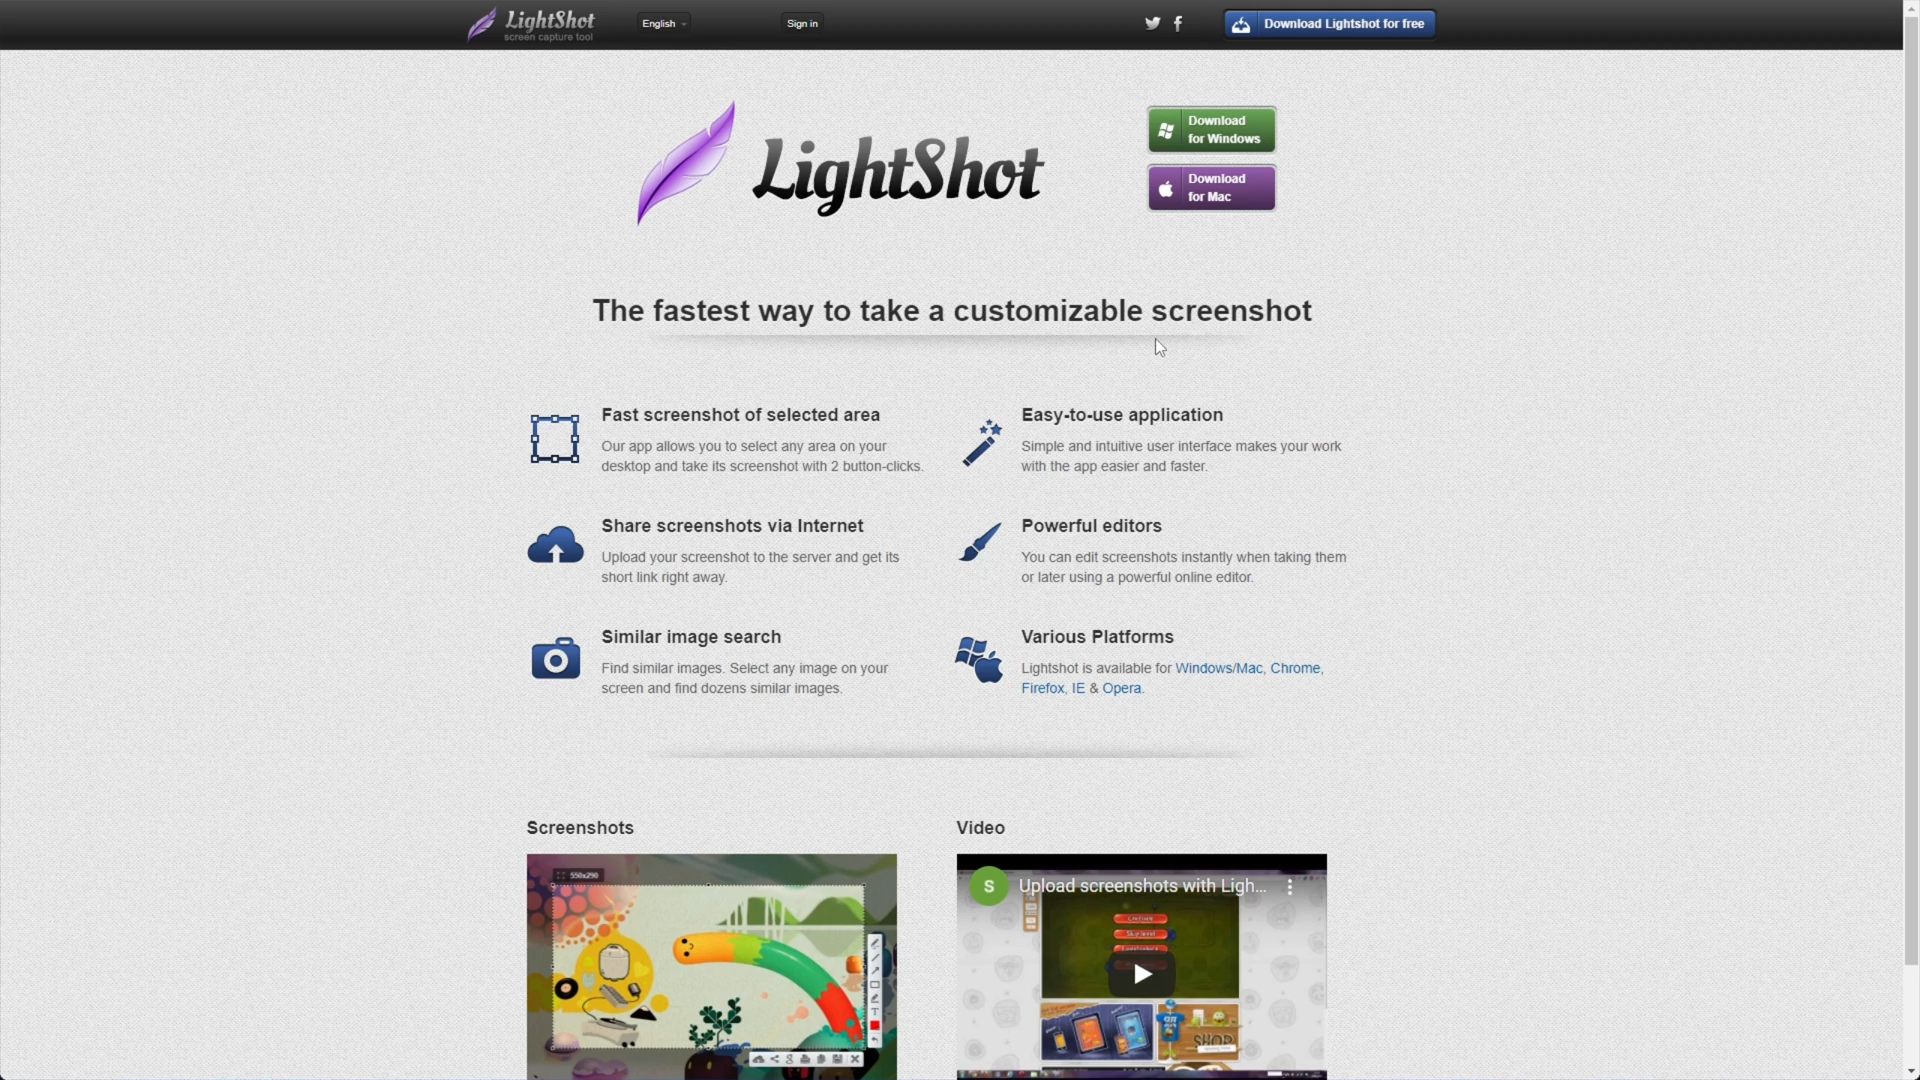 LightShot
screen capture tool
English
Sign in
Download Lightshot for free
LightShot
Download
for Windows
Download
for Mac
The fastest way to take a customizable screenshot
Fast screenshot of selected area
Our app allows you to select any area on your
desktop and take its screenshot with 2 button-clicks.
Easy-to-use application
Simple and intuitive user interface makes your work
with the app easier and faster.
Share screenshots via Internet
Upload your screenshot to the server and get its
short link right away.
Powerful editors
You can edit screenshots instantly when taking them
or later using a powerful online editor.
Similar image search
Find similar images. Select any image on your
screen and find dozens similar images.
Various Platforms
Lightshot is available for Windows/Mac, Chrome,
Firefox, IE & Opera.
Screenshots
Video
550x290
S
Upload screenshots with Ligh...
SHOP